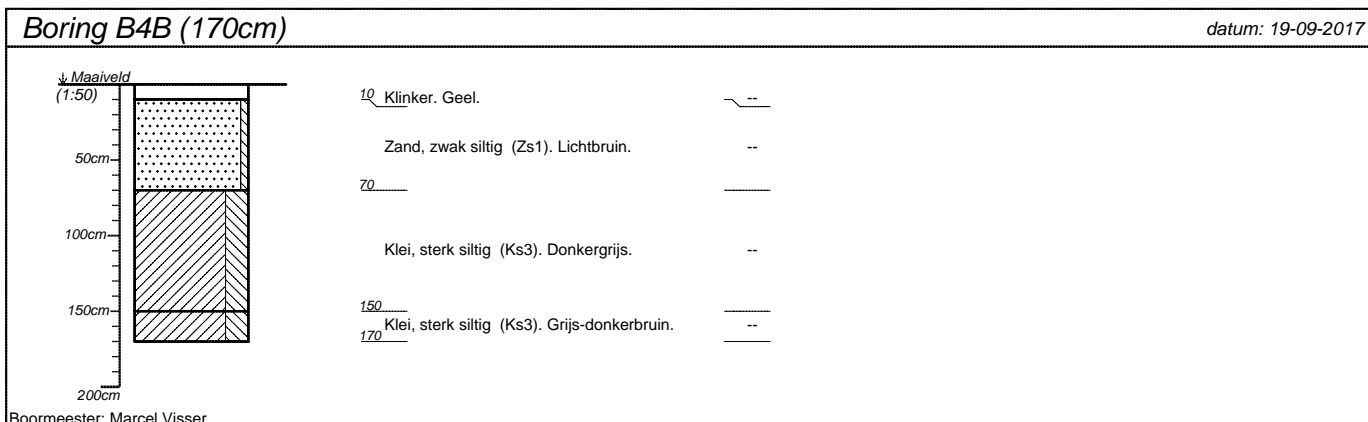 Boring B4B (170cm) datum: 19-09-2017
Maaiveld
(1:50)
10 Klinker. Geel. --
50cm Zand, zwak siltig (Zs1). Lichtbruin. --
70
100cm Klei, sterk siltig (Ks3). Donkergrijs. --
150cm 150
Klei, sterk siltig (Ks3). Grijs-donkerbruin. --
170
200cm
Boormeester: Marcel Visser